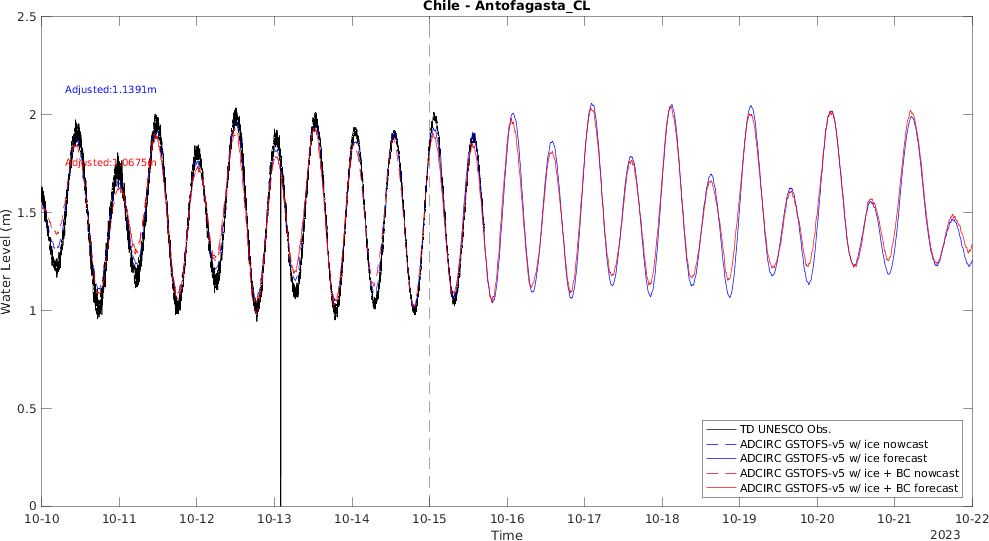 Chile - Antofagasta_CL
2.5
Adjusted:1.1391m
2
Adjusted:1.0675m
1.5
Water Level (m)
1
0.5
TD UNESCO Obs.
ADCIRC GSTOFS-v5 w/ ice nowcast
ADCIRC GSTOFS-v5 w/ ice forecast
ADCIRC GSTOFS-v5 w/ ice + BC nowcast
ADCIRC GSTOFS-v5 w/ ice + BC forecast
0
10-10 10-11 10-12 10-13 10-14 10-15 10-16 10-17 10-18 10-19 10-20 10-21 10-22
Time
2023